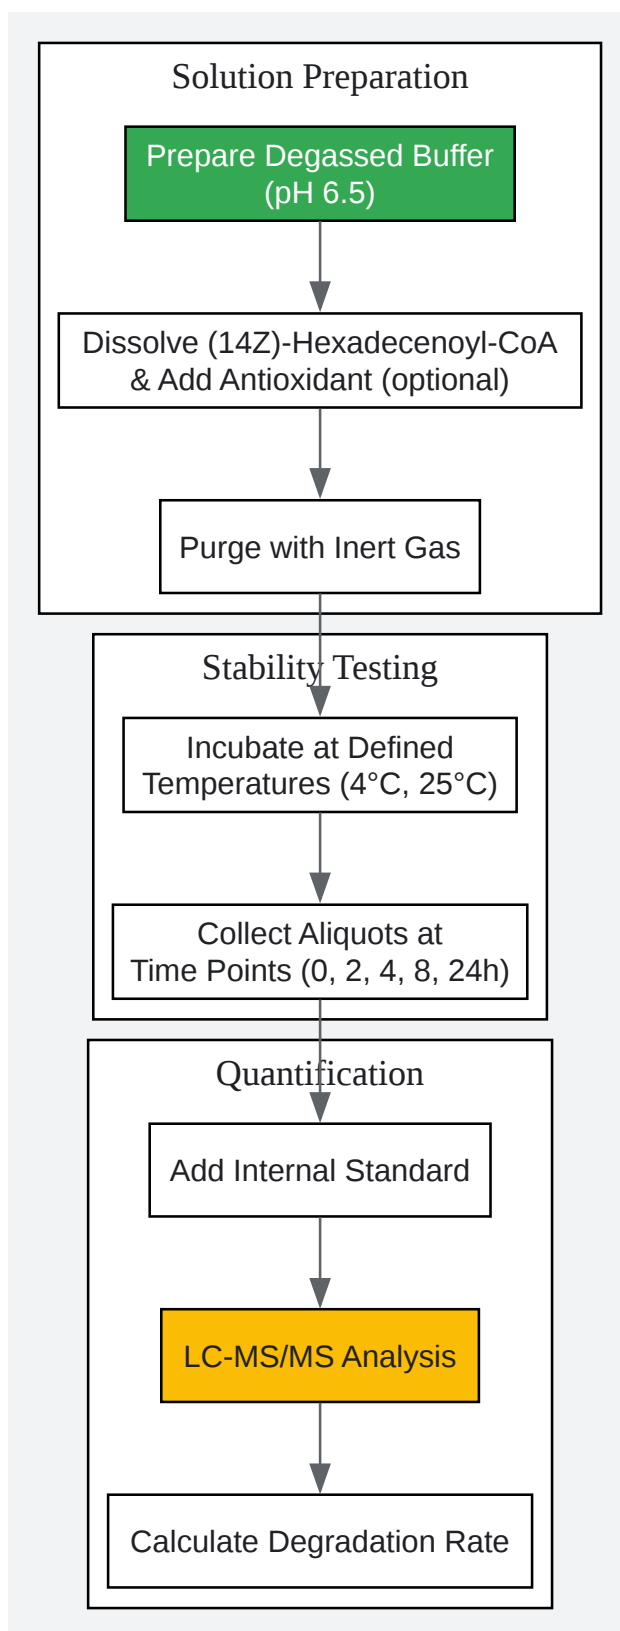 Solution Preparation
Prepare Degassed Buffer
(pH 6.5)
Dissolve (14Z)-Hexadecenoyl-CoA
& Add Antioxidant (optional)
Purge with Inert Gas
Stability Testing
Incubate at Defined
Temperatures (4°C, 25°C)
Collect Aliquots at
Time Points (0, 2, 4, 8, 24h)
Quantification
Add Internal Standard
LC-MS/MS Analysis
Calculate Degradation Rate